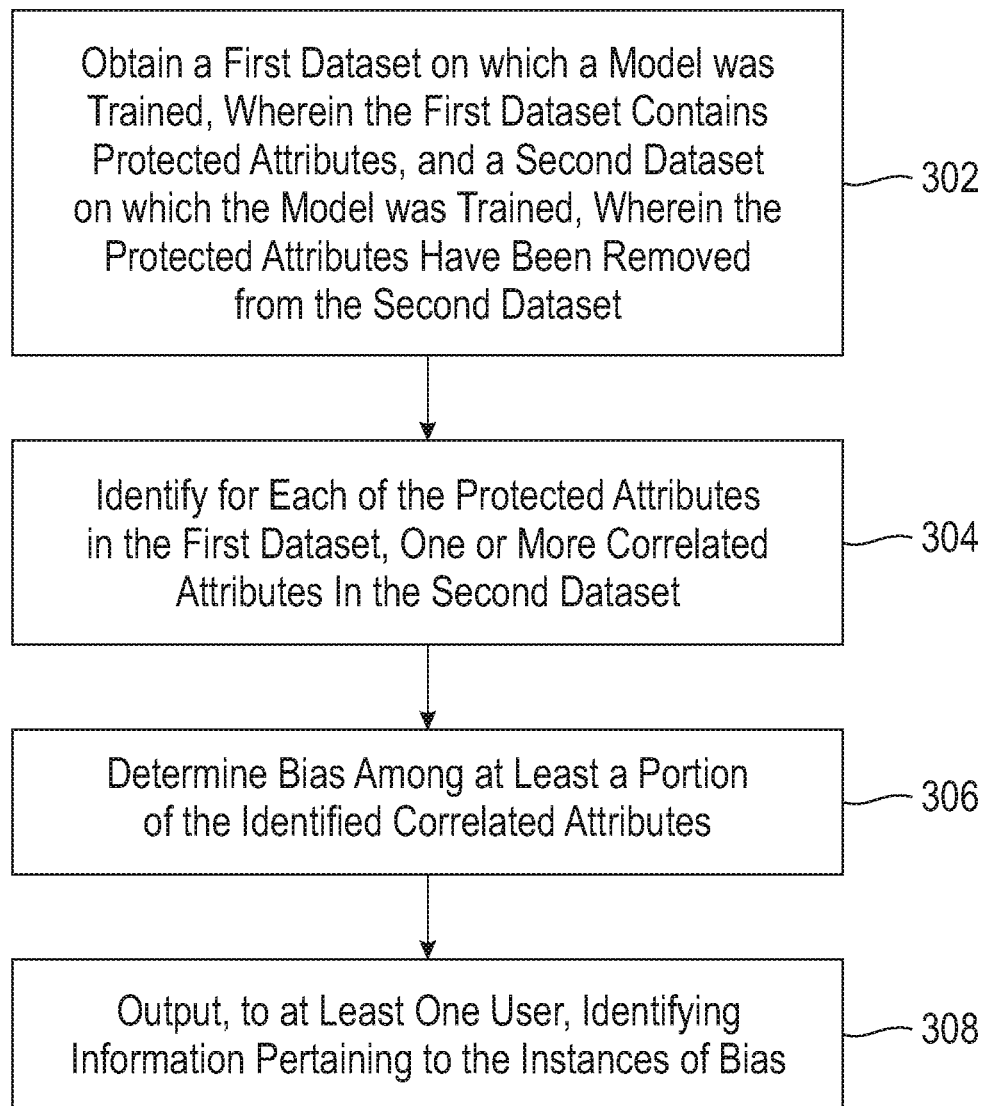 Obtain a First Dataset on which a Model was
Trained, Wherein the First Dataset Contains
Protected Attributes, and a Second Dataset
on which the Model was Trained, Wherein the
Protected Attributes Have Been Removed
from the Second Dataset
302
Identify for Each of the Protected Attributes
in the First Dataset, One or More Correlated
Attributes In the Second Dataset
304
Determine Bias Among at Least a Portion
of the Identified Correlated Attributes
306
Output, to at Least One User, Identifying
Information Pertaining to the Instances of Bias
308